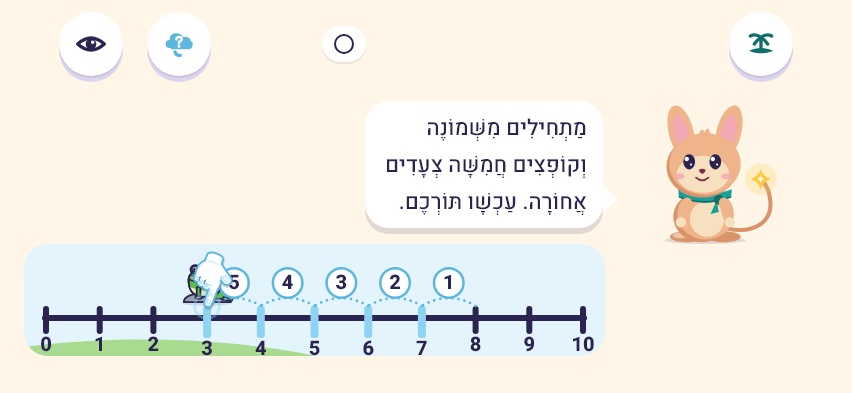 ?
מַתְחִילִים מִשְּׁמוֹנֶה
וְקוֹפְצִים חֲמִשָּׁה צְעָדִים
אֲחוֹרָה. עַכְשָׁו תּוֹרְכֶם.
5 4 3 2 1
0 1 2 3 4 5 6 7 8 9 10